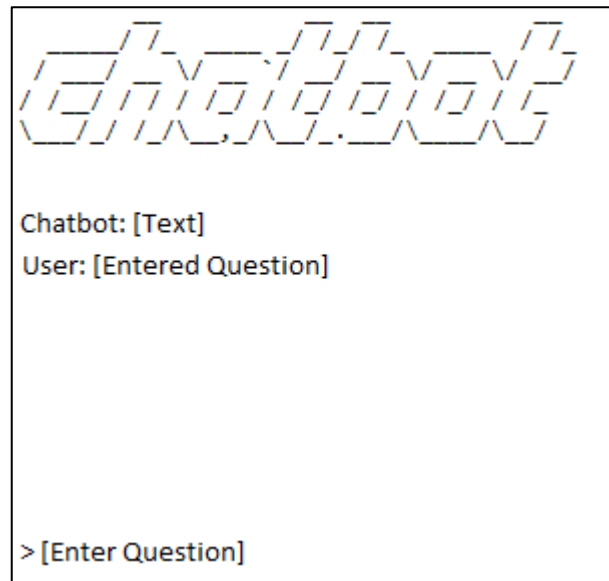 chatbot
Chatbot: [Text]
User: [Entered Question]
> [Enter Question]